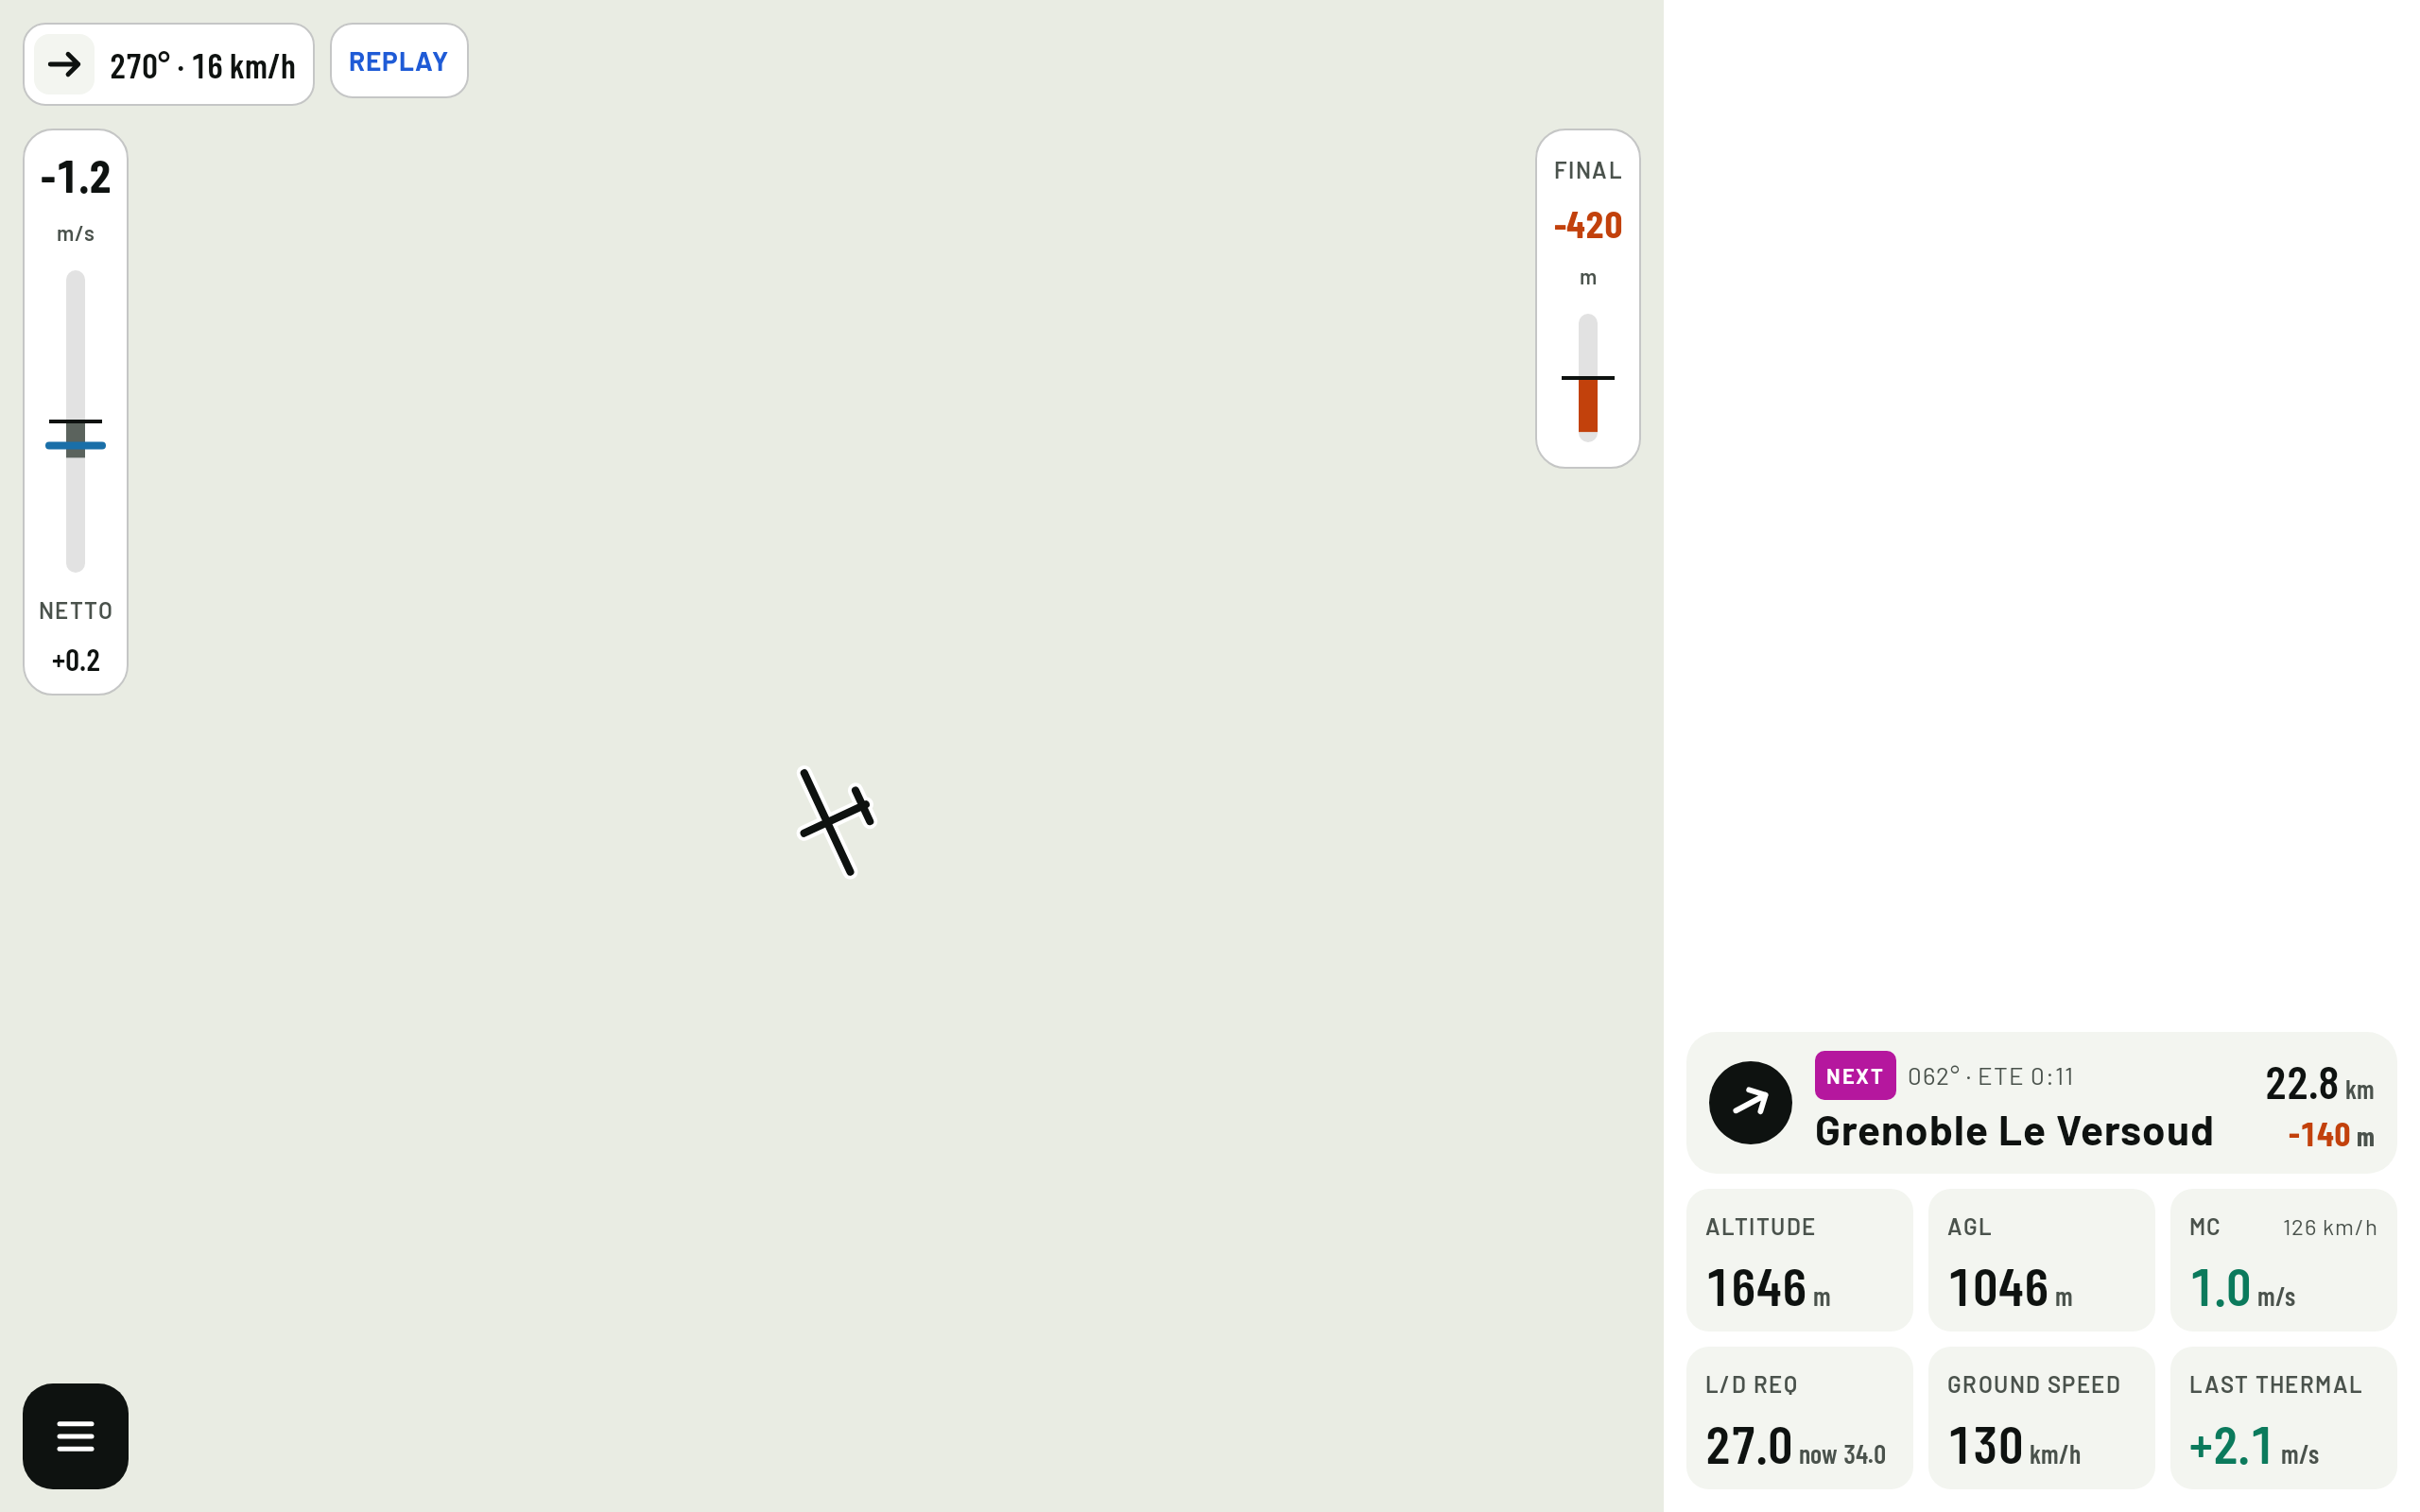 270° · 16 km/h
REPLAY
-1.2
m/s
NETTO
+0.2
FINAL
-420
m
NEXT 062° · ETE 0:11
Grenoble Le Versoud
22.8 km
-140 m
ALTITUDE
1646 m
AGL
1046 m
MC 126 km/h
1.0 m/s
L/D REQ
27.0 now 34.0
GROUND SPEED
130 km/h
LAST THERMAL
+2.1 m/s